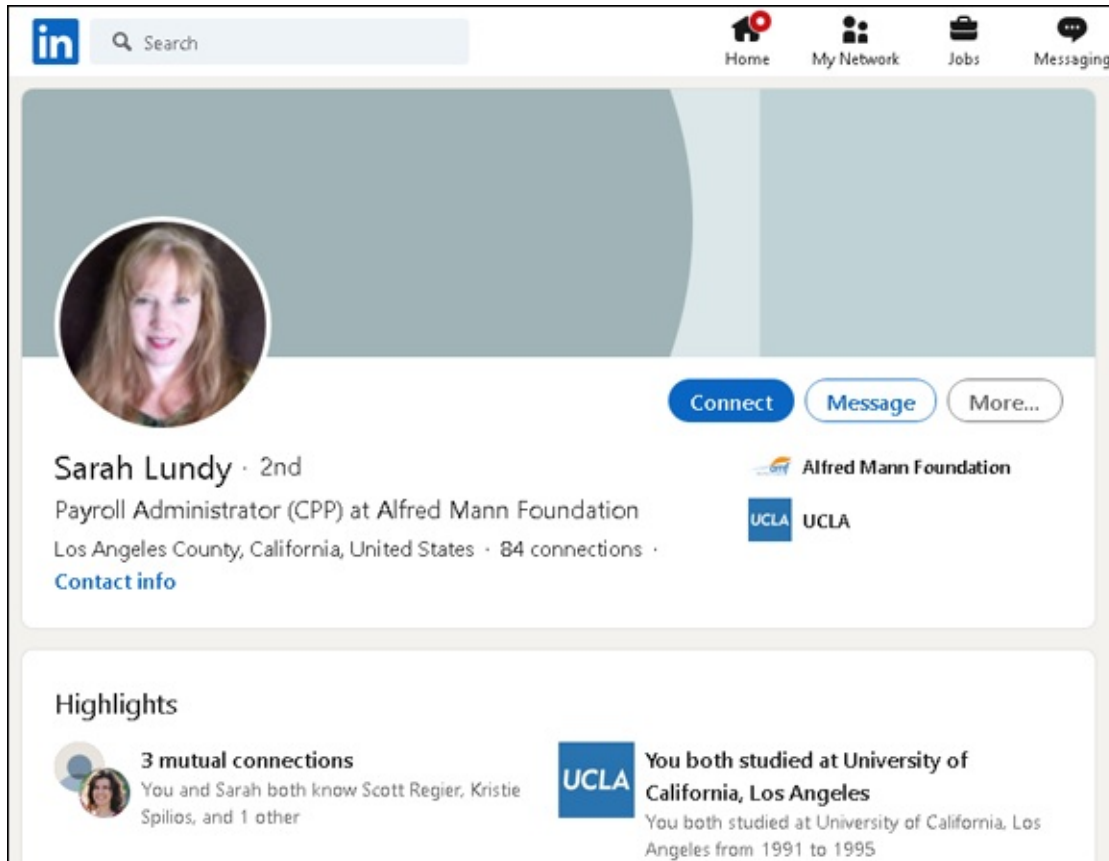 in
Search
Home
My Network
Jobs
Messaging
Connect
Message
More...
Sarah Lundy · 2nd
Payroll Administrator (CPP) at Alfred Mann Foundation
Los Angeles County, California, United States · 84 connections ·
Contact info
amf
Alfred Mann Foundation
UCLA
UCLA
Highlights
3 mutual connections
You and Sarah both know Scott Regier, Kristie
Spilios, and 1 other
UCLA
You both studied at University of
California, Los Angeles
You both studied at University of California, Los
Angeles from 1991 to 1995